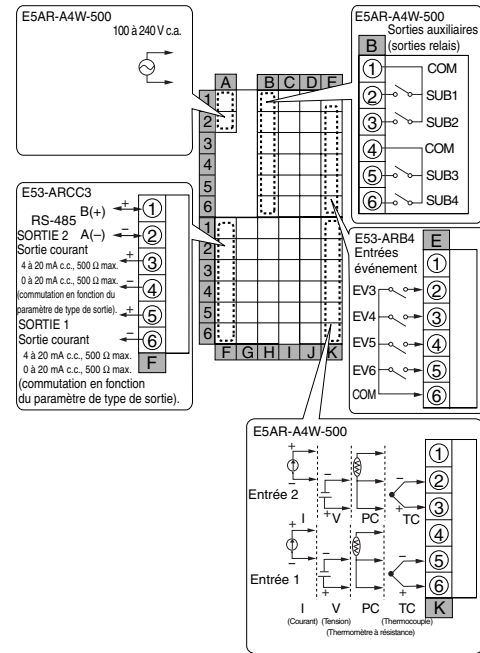 E5AR-A4W-500
100 à 240 V c.a.
E5AR-A4W-500
Sorties auxiliaires
(sorties relais)
B
1 COM
2 SUB1
3 SUB2
4 COM
5 SUB3
6 SUB4
A B C D E
1
2
3
4
5
6
1
2
3
4
5
6
F G H I J K
E53-ARCC3
RS-485
B(+) + 1
SORTIE 2 A(–) – 2
Sortie courant + 3
4 à 20 mA c.c., 500 Ω max.
0 à 20 mA c.c., 500 Ω max. – 4
(commutation en fonction du
paramètre de type de sortie). + 5
SORTIE 1
Sortie courant – 6
4 à 20 mA c.c., 500 Ω max.
0 à 20 mA c.c., 500 Ω max. F
(commutation en fonction
du paramètre de type de sortie).
E53-ARB4 E
Entrées
événement
1
EV3 2
EV4 3
EV5 4
EV6 5
COM 6
E5AR-A4W-500
1
2
3
4
5
6
K
+ – + –
Entrée 2
I V PC TC
+ – + –
Entrée 1
I V PC TC
(Courant) (Tension) (Thermocouple)
(Thermomètre à résistance)